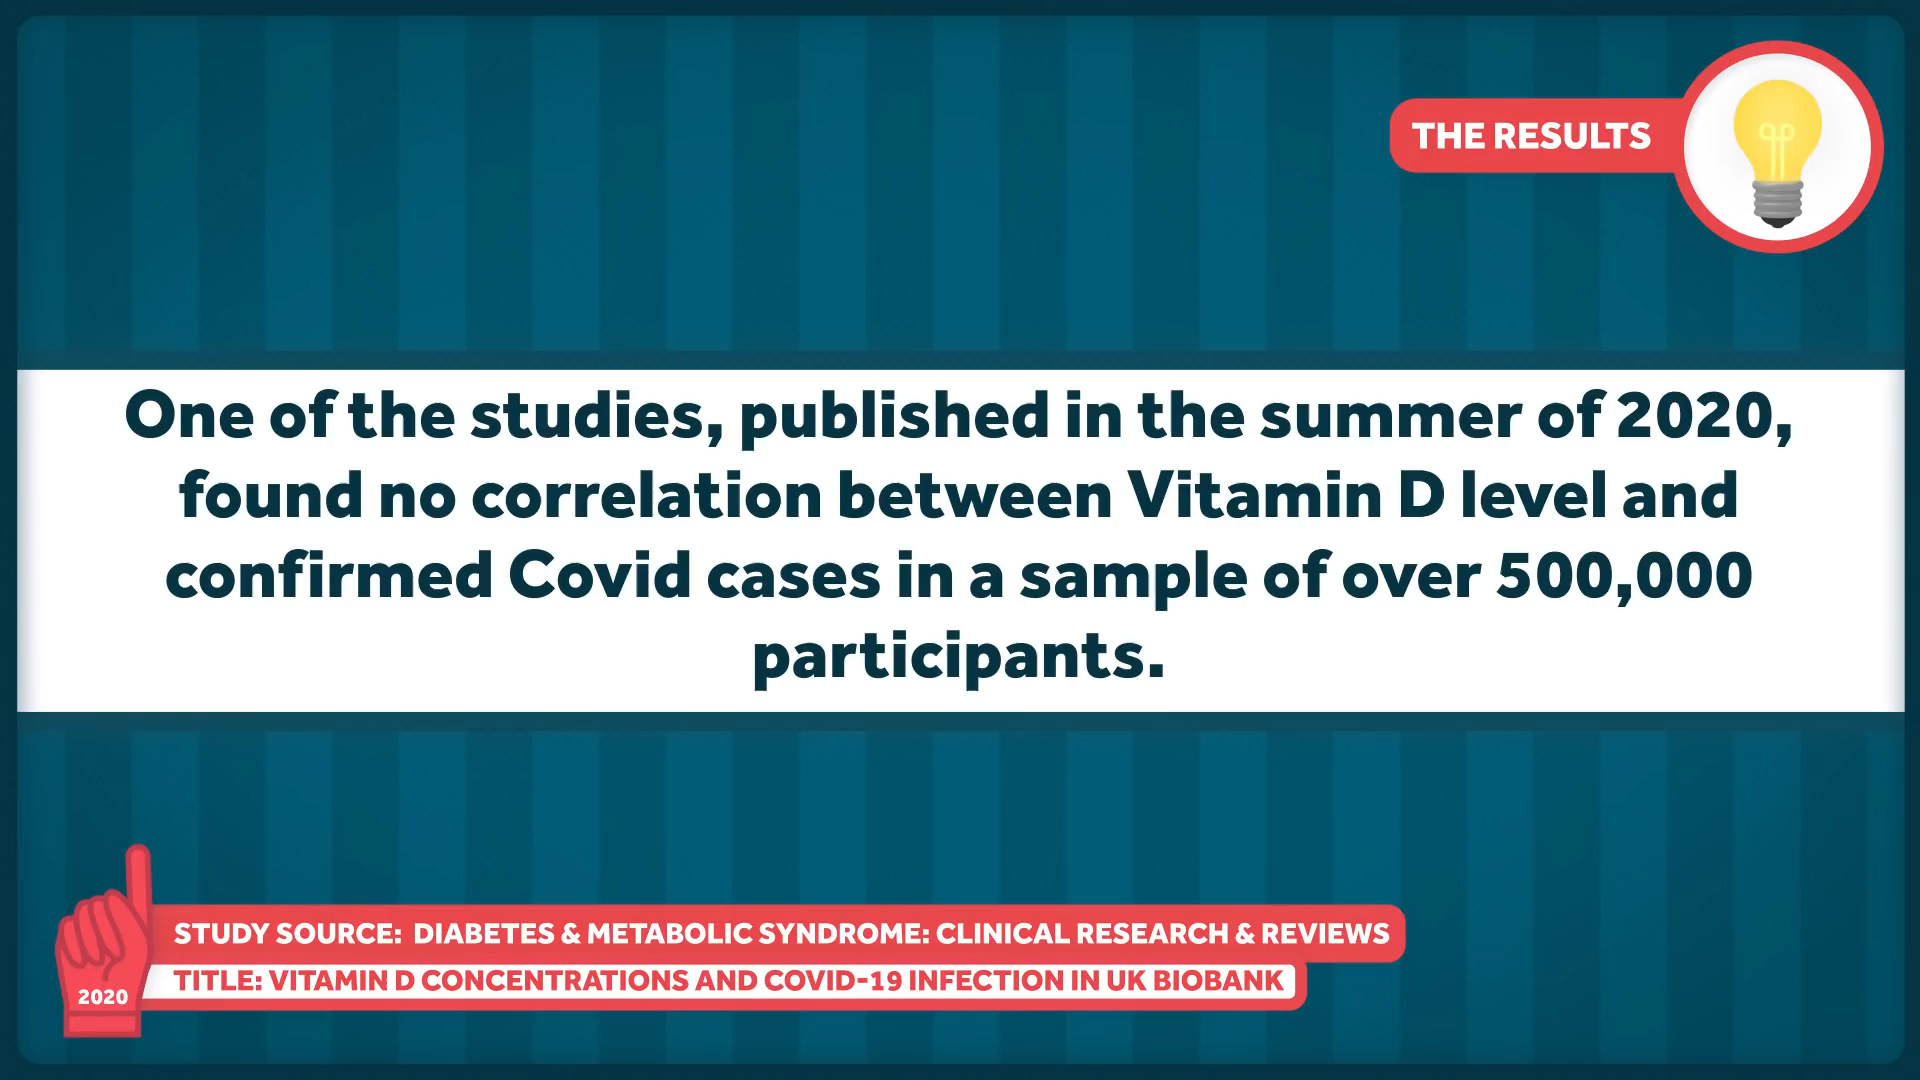 THE RESULTS
One of the studies, published in the summer of 2020,
found no correlation between Vitamin D level and
confirmed Covid cases in a sample of over 500,000
participants.
STUDY SOURCE: DIABETES & METABOLIC SYNDROME: CLINICAL RESEARCH & REVIEWS
TITLE: VITAMIN D CONCENTRATIONS AND COVID-19 INFECTION IN UK BIOBANK
2020